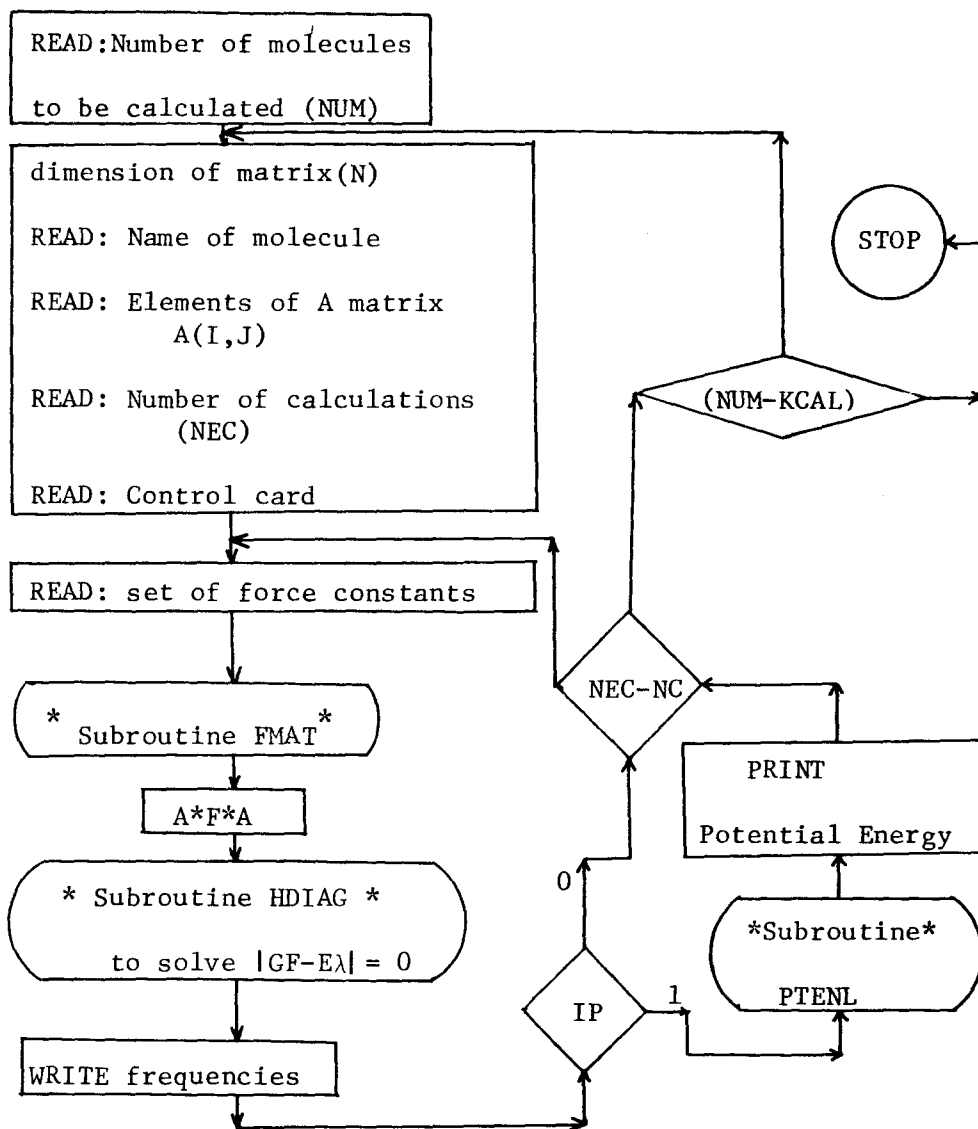 READ:Number of molecules
to be calculated (NUM)
dimension of matrix(N)
READ: Name of molecule
READ: Elements of A matrix
A(I,J)
READ: Number of calculations
(NEC)
READ: Control card
READ: set of force constants
* Subroutine FMAT *
A*F*A
* Subroutine HDIAG *
to solve |GF-Eλ| = 0
WRITE frequencies
IP
0
1
*Subroutine*
PTENL
PRINT
Potential Energy
NEC-NC
(NUM-KCAL)
STOP